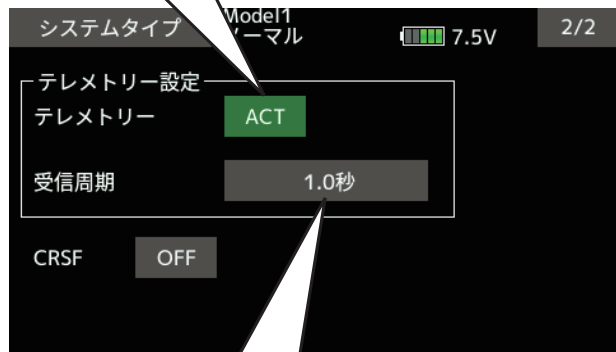 システムタイプ
Model1
ノーマル
7.5V
2/2
テレメトリー設定
テレメトリー
ACT
受信周期
1.0秒
CRSF
OFF